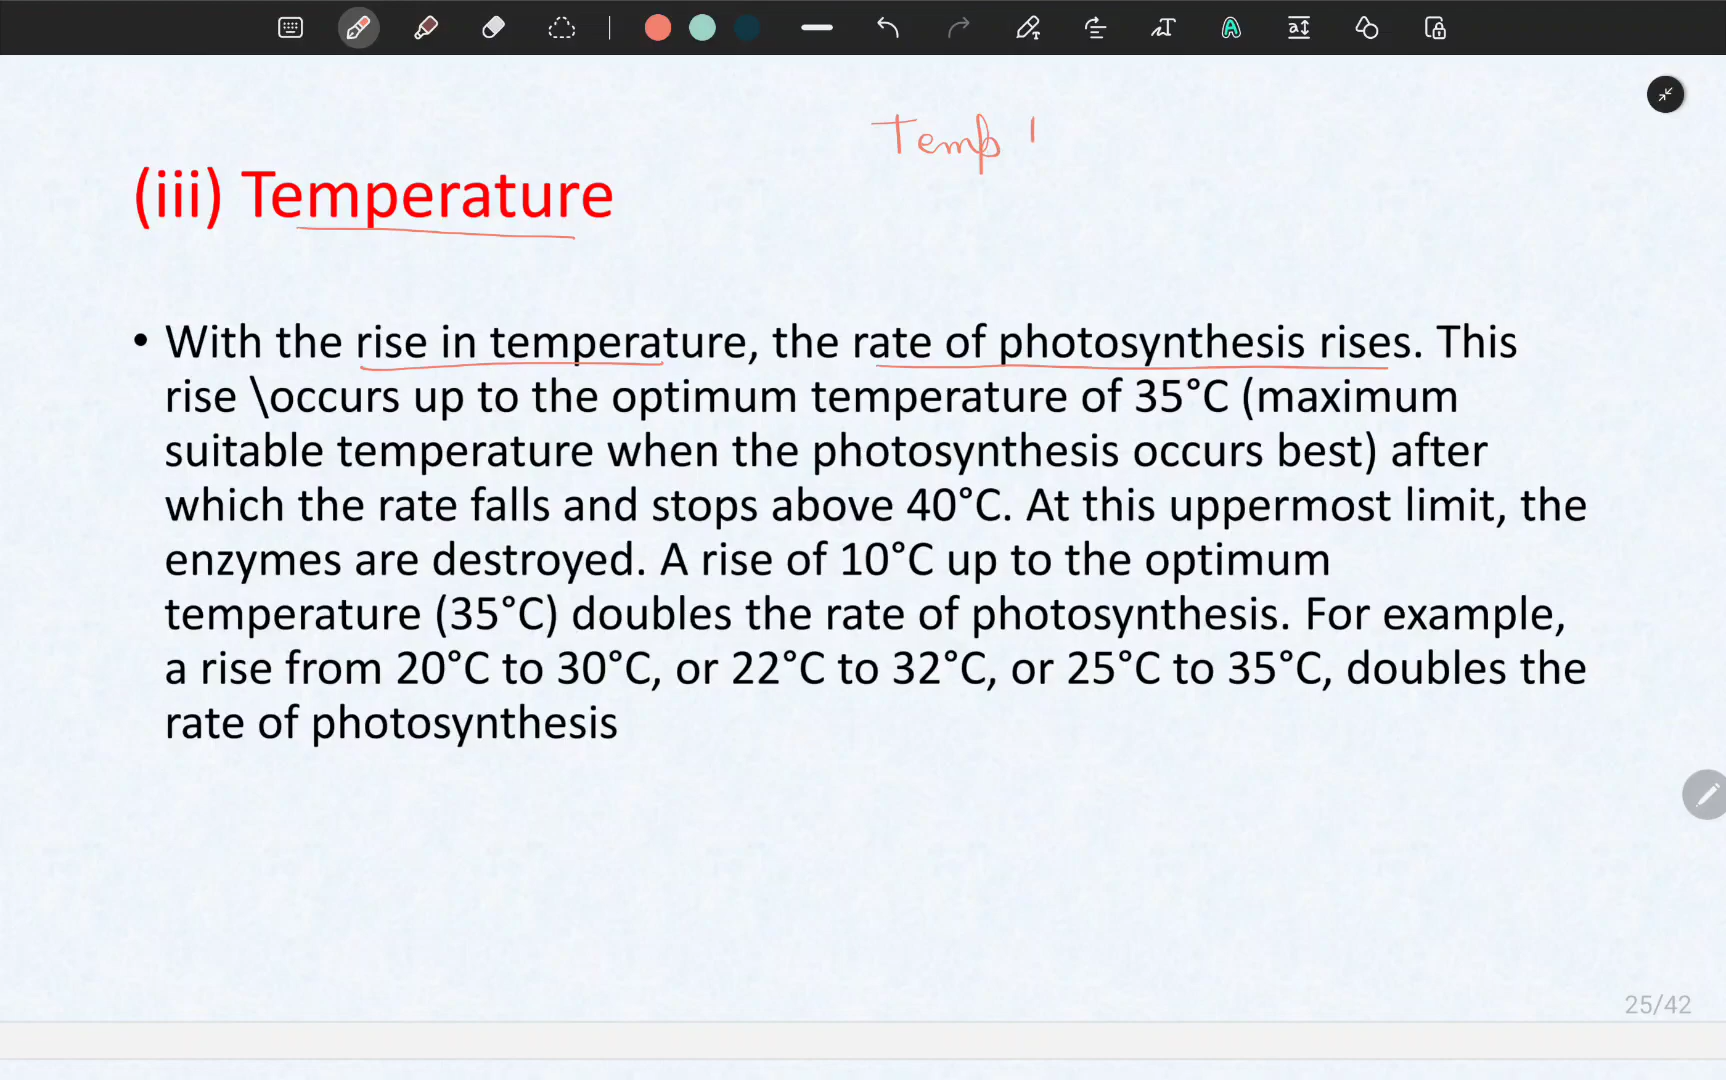 Temp
(iii) Temperature
• With the rise in temperature, the rate of photosynthesis rises. This
rise \occurs up to the optimum temperature of 35°C (maximum
suitable temperature when the photosynthesis occurs best) after
which the rate falls and stops above 40°C. At this uppermost limit, the
enzymes are destroyed. A rise of 10°C up to the optimum
temperature (35°C) doubles the rate of photosynthesis. For example,
a rise from 20°C to 30°C, or 22°C to 32°C, or 25°C to 35°C, doubles the
rate of photosynthesis
25/42